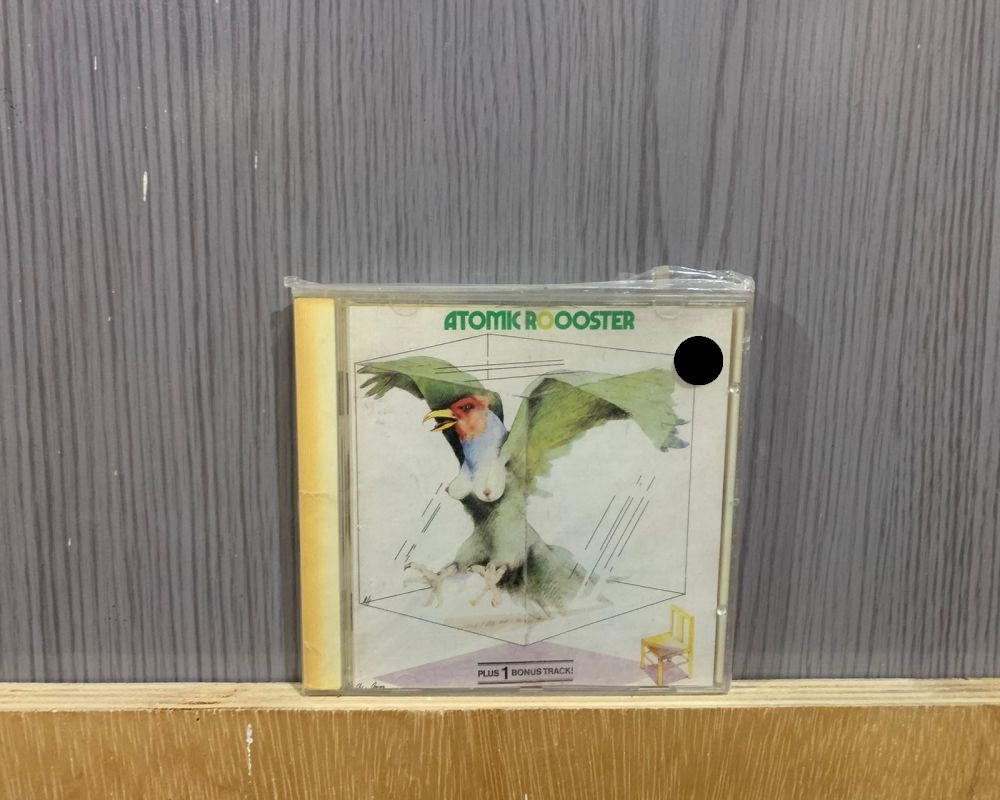 ATOMIC ROOOSTER
PLUS 1 BONUS TRACK!